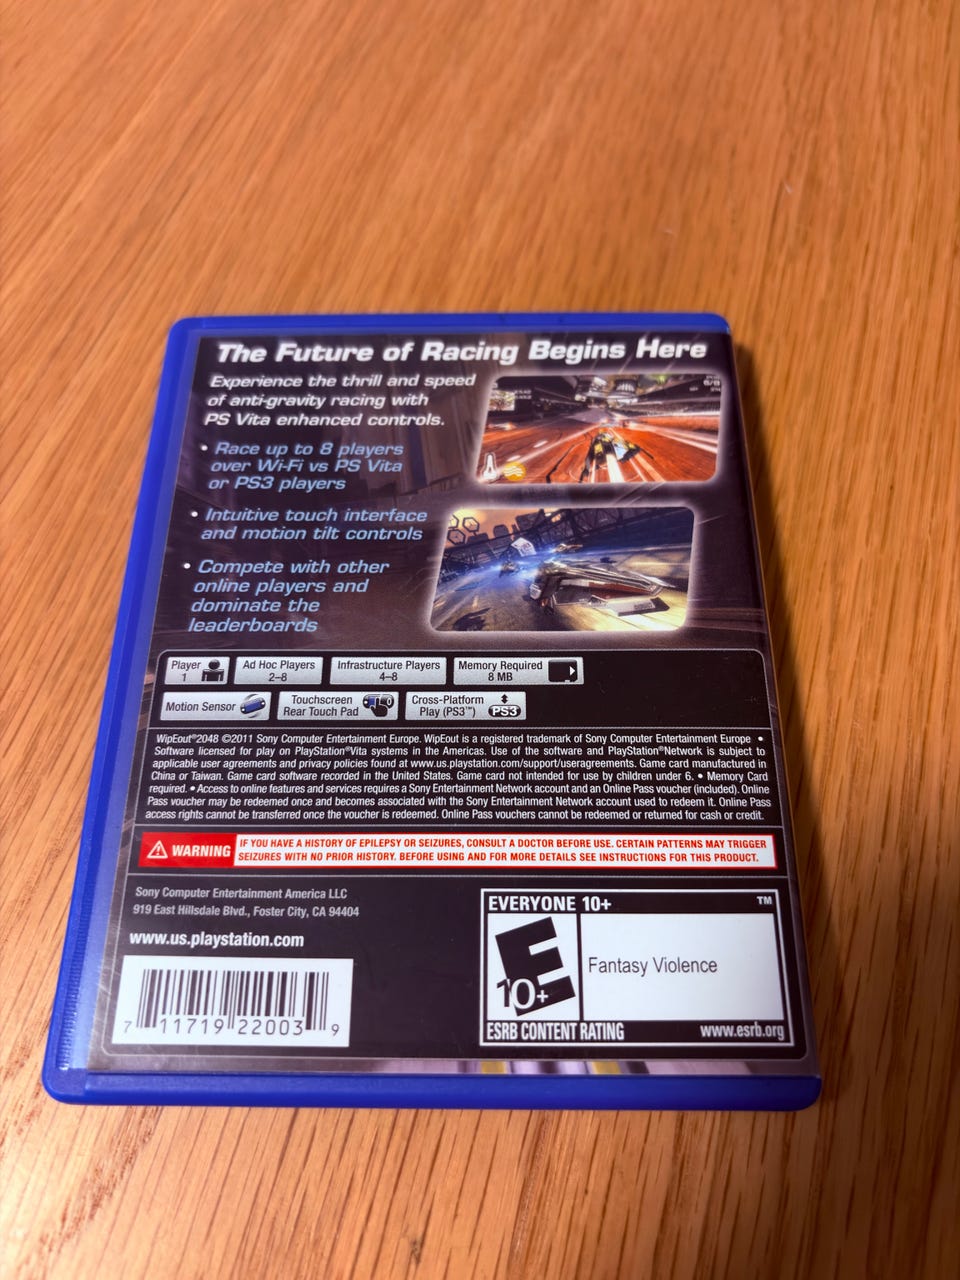 The Future of Racing Begins Here
Experience the thrill and speed
of anti-gravity racing with
PS Vita enhanced controls.
• Race up to 8 players
over Wi-Fi vs PS Vita
or PS3 players
• Intuitive touch interface
and motion tilt controls
• Compete with other
online players and
dominate the
leaderboards
Player
1
Ad Hoc Players
2–8
Infrastructure Players
4–8
Memory Required
8 MB
Motion Sensor
Touchscreen
Rear Touch Pad
Cross-Platform
Play (PS3™)
PS3
WipEout®2048 ©2011 Sony Computer Entertainment Europe. WipEout is a registered trademark of Sony Computer Entertainment Europe •
Software licensed for play on PlayStation®Vita systems in the Americas. Use of the software and PlayStation®Network is subject to
applicable user agreements and privacy policies found at www.us.playstation.com/support/useragreements. Game card manufactured in
China or Taiwan. Game card software recorded in the United States. Game card not intended for use by children under 6. • Memory Card
required. • Access to online features and services requires a Sony Entertainment Network account and an Online Pass voucher (included). Online
Pass voucher may be redeemed once and becomes associated with the Sony Entertainment Network account used to redeem it. Online Pass
access rights cannot be transferred once the voucher is redeemed. Online Pass vouchers cannot be redeemed or returned for cash or credit.
WARNING
IF YOU HAVE A HISTORY OF EPILEPSY OR SEIZURES, CONSULT A DOCTOR BEFORE USE. CERTAIN PATTERNS MAY TRIGGER
SEIZURES WITH NO PRIOR HISTORY. BEFORE USING AND FOR MORE DETAILS SEE INSTRUCTIONS FOR THIS PRODUCT.
Sony Computer Entertainment America LLC
919 East Hillsdale Blvd., Foster City, CA 94404
www.us.playstation.com
7 11719 22003 9
EVERYONE 10+ ™
E
10+
Fantasy Violence
ESRB CONTENT RATING
www.esrb.org